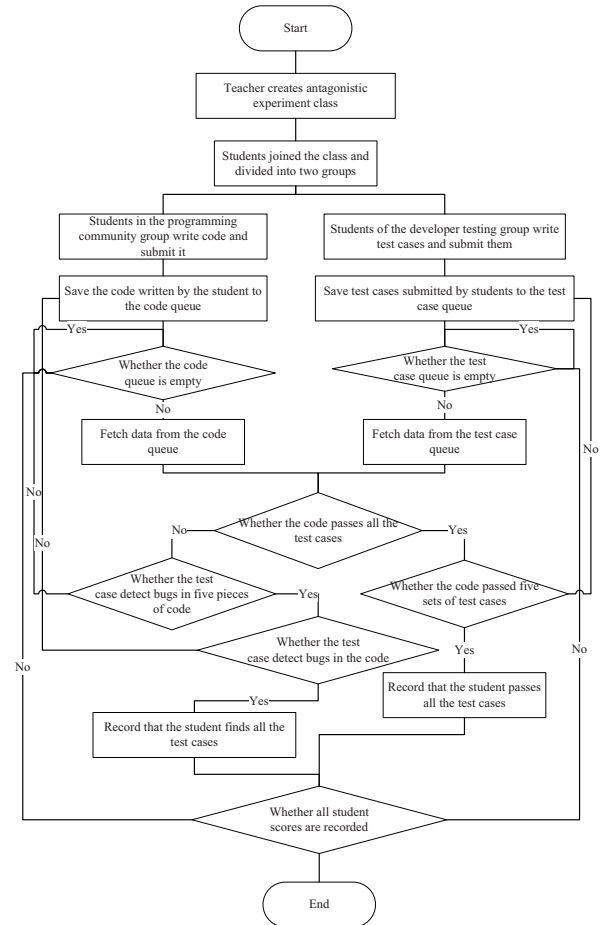 Start
Teacher creates antagonistic
experiment class
Students joined the class and
divided into two groups
Students in the programming
community group write code and
submit it
Students of the developer testing group write
test cases and submit them
Save the code written by the student to
the code queue
Save test cases submitted by students to the test
case queue
Yes
Yes
Whether the code
queue is empty
Whether the test
case queue is empty
No
No
Fetch data from the code
queue
Fetch data from the test case
queue
No
No
Whether the code passes all the
test cases
No
Yes
No
Whether the test
case detect bugs in five pieces
of code
Yes
Whether the code passed five
sets of test cases
Whether the test
case detect bugs in the code
Yes
No
No
Yes
Record that the student passes
all the test cases
Record that the student finds all the
test cases
Whether all student
scores are recorded
End